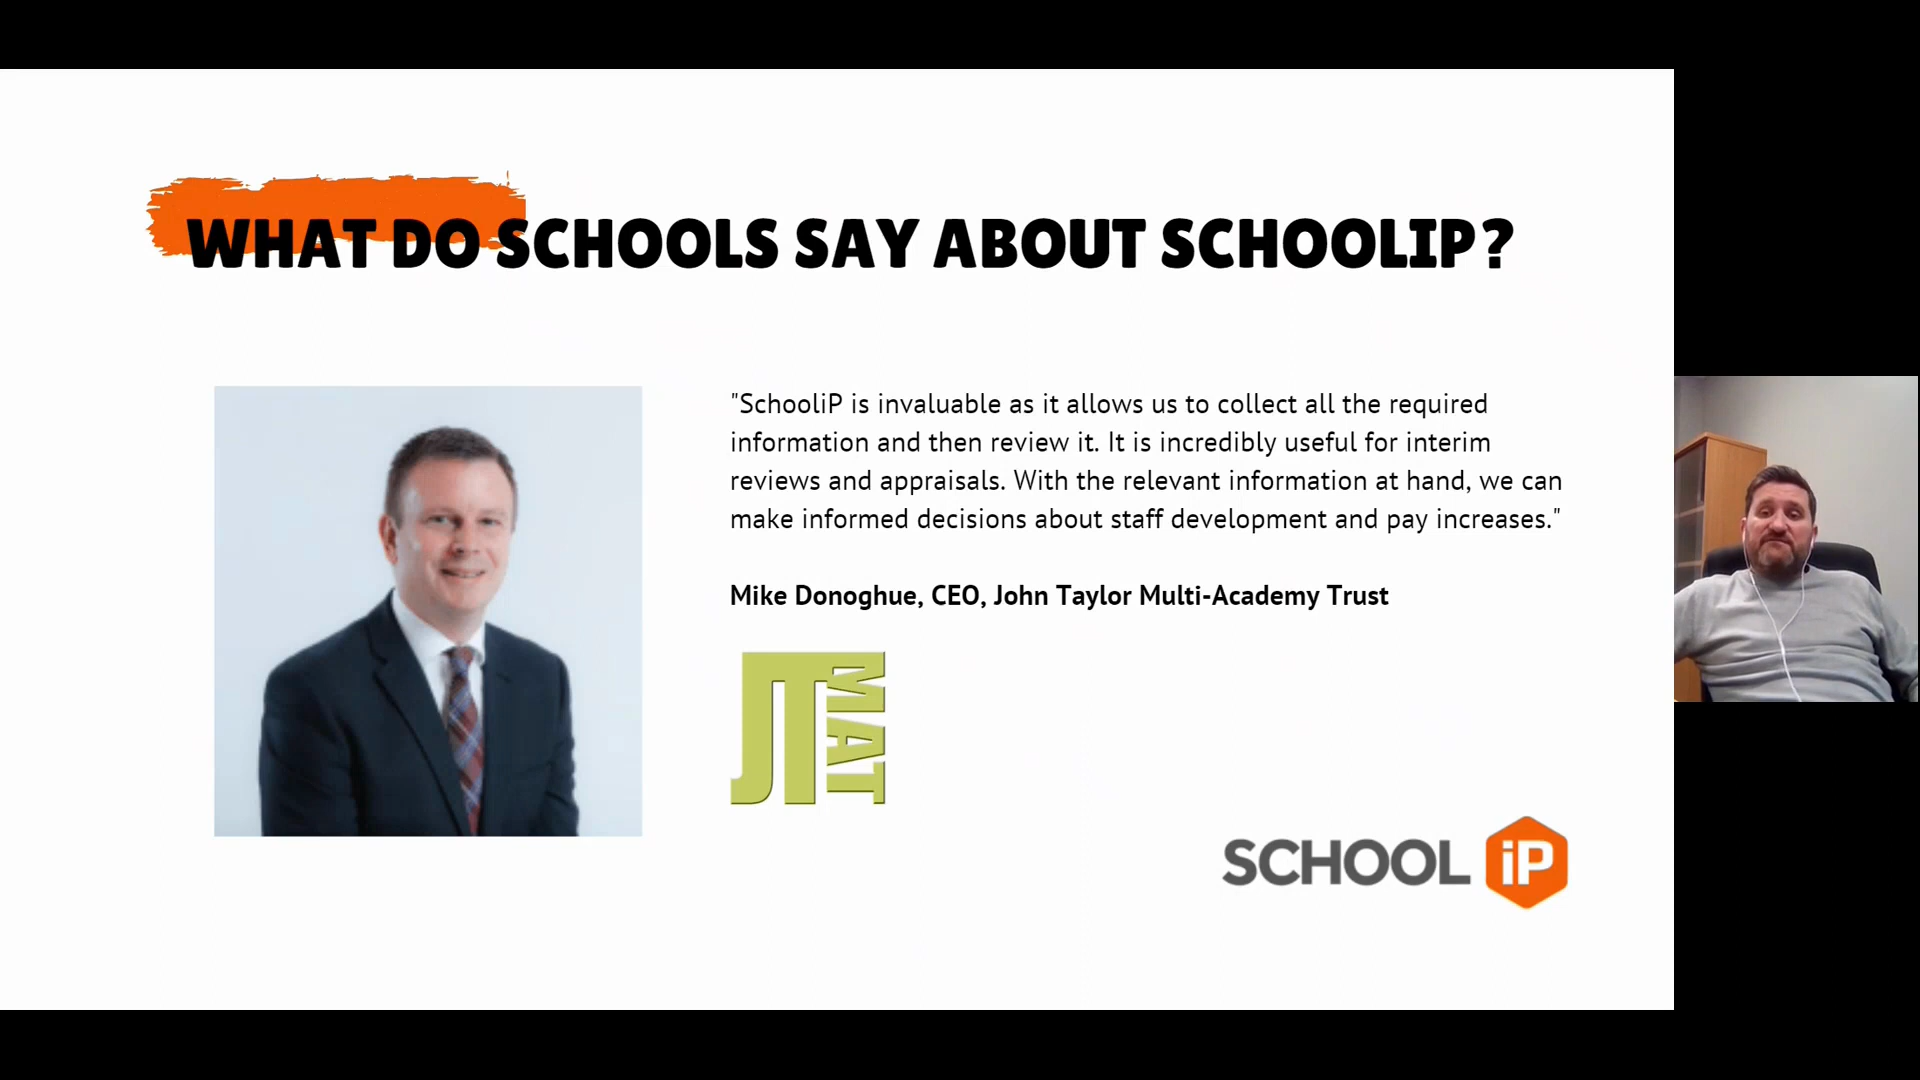 WHAT DO SCHOOLS SAY ABOUT SCHOOLIP?
"SchooliP is invaluable as it allows us to collect all the required
information and then review it. It is incredibly useful for interim
reviews and appraisals. With the relevant information at hand, we can
make informed decisions about staff development and pay increases."
Mike Donoghue, CEO, John Taylor Multi-Academy Trust
JTMAT
SCHOOL iP